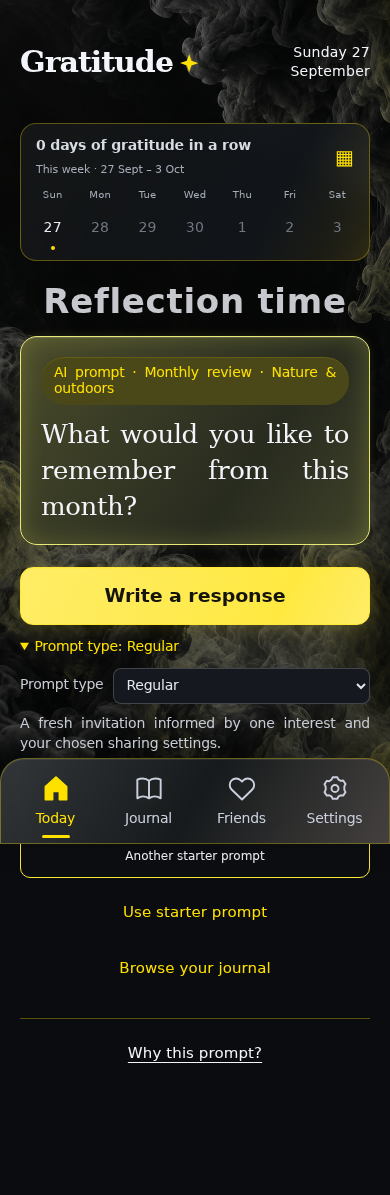 Gratitude
Sunday 27
September
0 days of gratitude in a row
This week · 27 Sept – 3 Oct
Sun Mon Tue Wed Thu Fri Sat
27 28 29 30 1 2 3
Reflection time
AI prompt · Monthly review · Nature &
outdoors
What would you like to
remember from this
month?
Write a response
▼ Prompt type: Regular
Prompt type Regular
A fresh invitation informed by one interest and
your chosen sharing settings.
Today Journal Friends Settings
Another starter prompt
Use starter prompt
Browse your journal
Why this prompt?